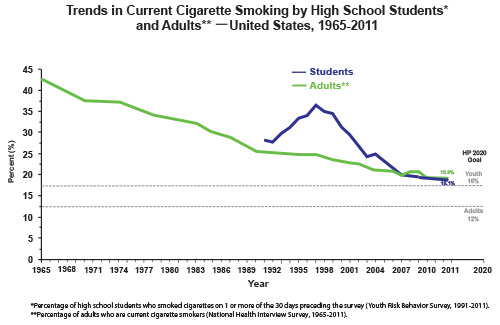 Trends in Current Cigarette Smoking by High School Students*
and Adults** —United States, 1965-2011
Students
Adults**
Percent (%)
45
40
35
30
25
20
15
10
5
0
HP 2020
Goal
19.0%
Youth
16%
18.1%
Adults
12%
1965 1968 1971 1974 1977 1980 1983 1986 1989 1992 1995 1998 2001 2004 2007 2010 2011 2020
Year
*Percentage of high school students who smoked cigarettes on 1 or more of the 30 days preceding the survey (Youth Risk Behavior Survey, 1991-2011).
**Percentage of adults who are current cigarette smokers (National Health Interview Survey, 1965-2011).